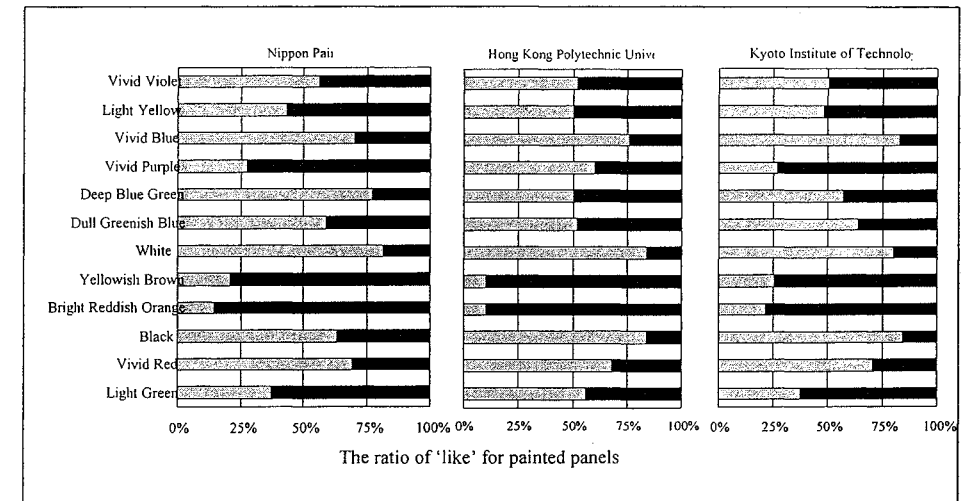 Nippon Pai
Hong Kong Polytechnic Unive
Kyoto Institute of Technolo
Vivid Violet
Light Yellow
Vivid Blue
Vivid Purple
Deep Blue Green
Dull Greenish Blue
White
Yellowish Brown
Bright Reddish Orange
Black
Vivid Red
Light Green
0% 25% 50% 75% 100% 0% 25% 50% 75% 100% 0% 25% 50% 75% 100%
The ratio of ‘like’ for painted panels